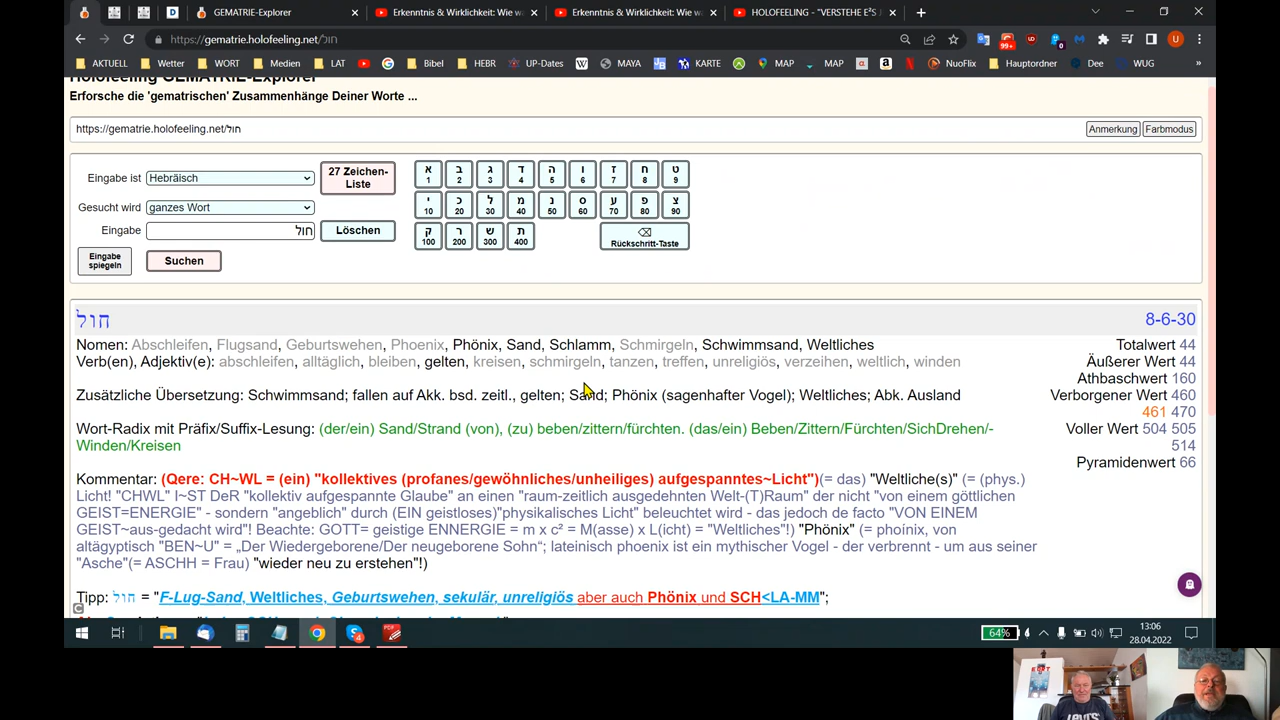 GEMATRIE-Explorer
Erkenntnis & Wirklichkeit: Wie w
Erkenntnis & Wirklichkeit: Wie w
HOLOFEELING - "VERSTEHE E²S
https://gematrie.holofeeling.net/חול
AKTUELL Wetter WORT Medien LAT G Bibel HEBR UP-Dates W MAYA KARTE MAP MAP a NuoFlix Hauptordner Dee WUG »
Holofeeling GEMATRIE-Explorer
Erforsche die 'gematrischen' Zusammenhänge Deiner Worte ...
https://gematrie.holofeeling.net/חול Anmerkung Farbmodus
Eingabe ist Hebräisch
27 Zeichen-Liste
Gesucht wird ganzes Wort
Eingabe חול Löschen
Eingabe spiegeln
Suchen
א ב ג ד ה ו ז ח ט
1 2 3 4 5 6 7 8 9
י כ ל מ נ ס ע פ צ
10 20 30 40 50 60 70 80 90
ק ר ש ת
100 200 300 400 Rückschritt-Taste
חול 8-6-30
Nomen: Abschleifen, Flugsand, Geburtswehe, Phoenix, Phönix, Sand, Schlamm, Schmirgeln, Schwimmsand, Weltliches
Verb(en), Adjektiv(e): abschleifen, alltäglich, bleiben, gelten, kreisen, schmirgeln, tanzen, treffen, unreligiös, verzeihen, weltlich, winden
Zusätzliche Übersetzung: Schwimmsand; fallen auf Akk. bsd. zeitl., gelten; Sand; Phönix (sagenhafter Vogel); Weltliches; Abk. Ausland
Wort-Radix mit Präfix/Suffix-Lesung: (der/ein) Sand/Strand (von), (zu) beben/zittern/fürchten. (das/ein) Beben/Zittern/Fürchten/SichDrehen/-
Winden/Kreisen
Totalwert 44
Äußerer Wert 44
Athbaschwert 160
Verborgener Wert 460
461 470
Voller Wert 504 505
514
Pyramidenwert 66
Kommentar: (Qere: CH~WL = (ein) "kollektives (profanes/gewöhnliches/unheiliges) aufgespanntes~Licht")(= das) "Weltliche(s)" (= (phys.)
Licht! "CHWL" I~ST DeR "kollektiv aufgespannte Glaube" an einen "raum-zeitlich ausgedehnten Welt-(T)Raum" der nicht "von einem göttlichen
GEIST=ENERGIE" - sondern "angeblich" durch (EIN geistloses)"physikalisches Licht" beleuchtet wird - das jedoch de facto "VON EINEM
GEIST~aus-gedacht wird"! Beachte: GOTT= geistige ENNERGIE = m x c² = M(asse) x L(icht) = "Weltliches"!) "Phönix" (= phoinix, von
altägyptisch "BEN~U" = „Der Wiedergeborene/Der neugeborene Sohn“; lateinisch phoenix ist ein mythischer Vogel - der verbrennt - um aus seiner
"Asche"(= ASCHH = Frau) "wieder neu zu erstehen"!)
Tipp: חול = "F-Lug-Sand, Weltliches, Geburtswehen, sekulär, unreligiös aber auch Phönix und SCH<LA-MM";
64%
13:06
28.04.2022